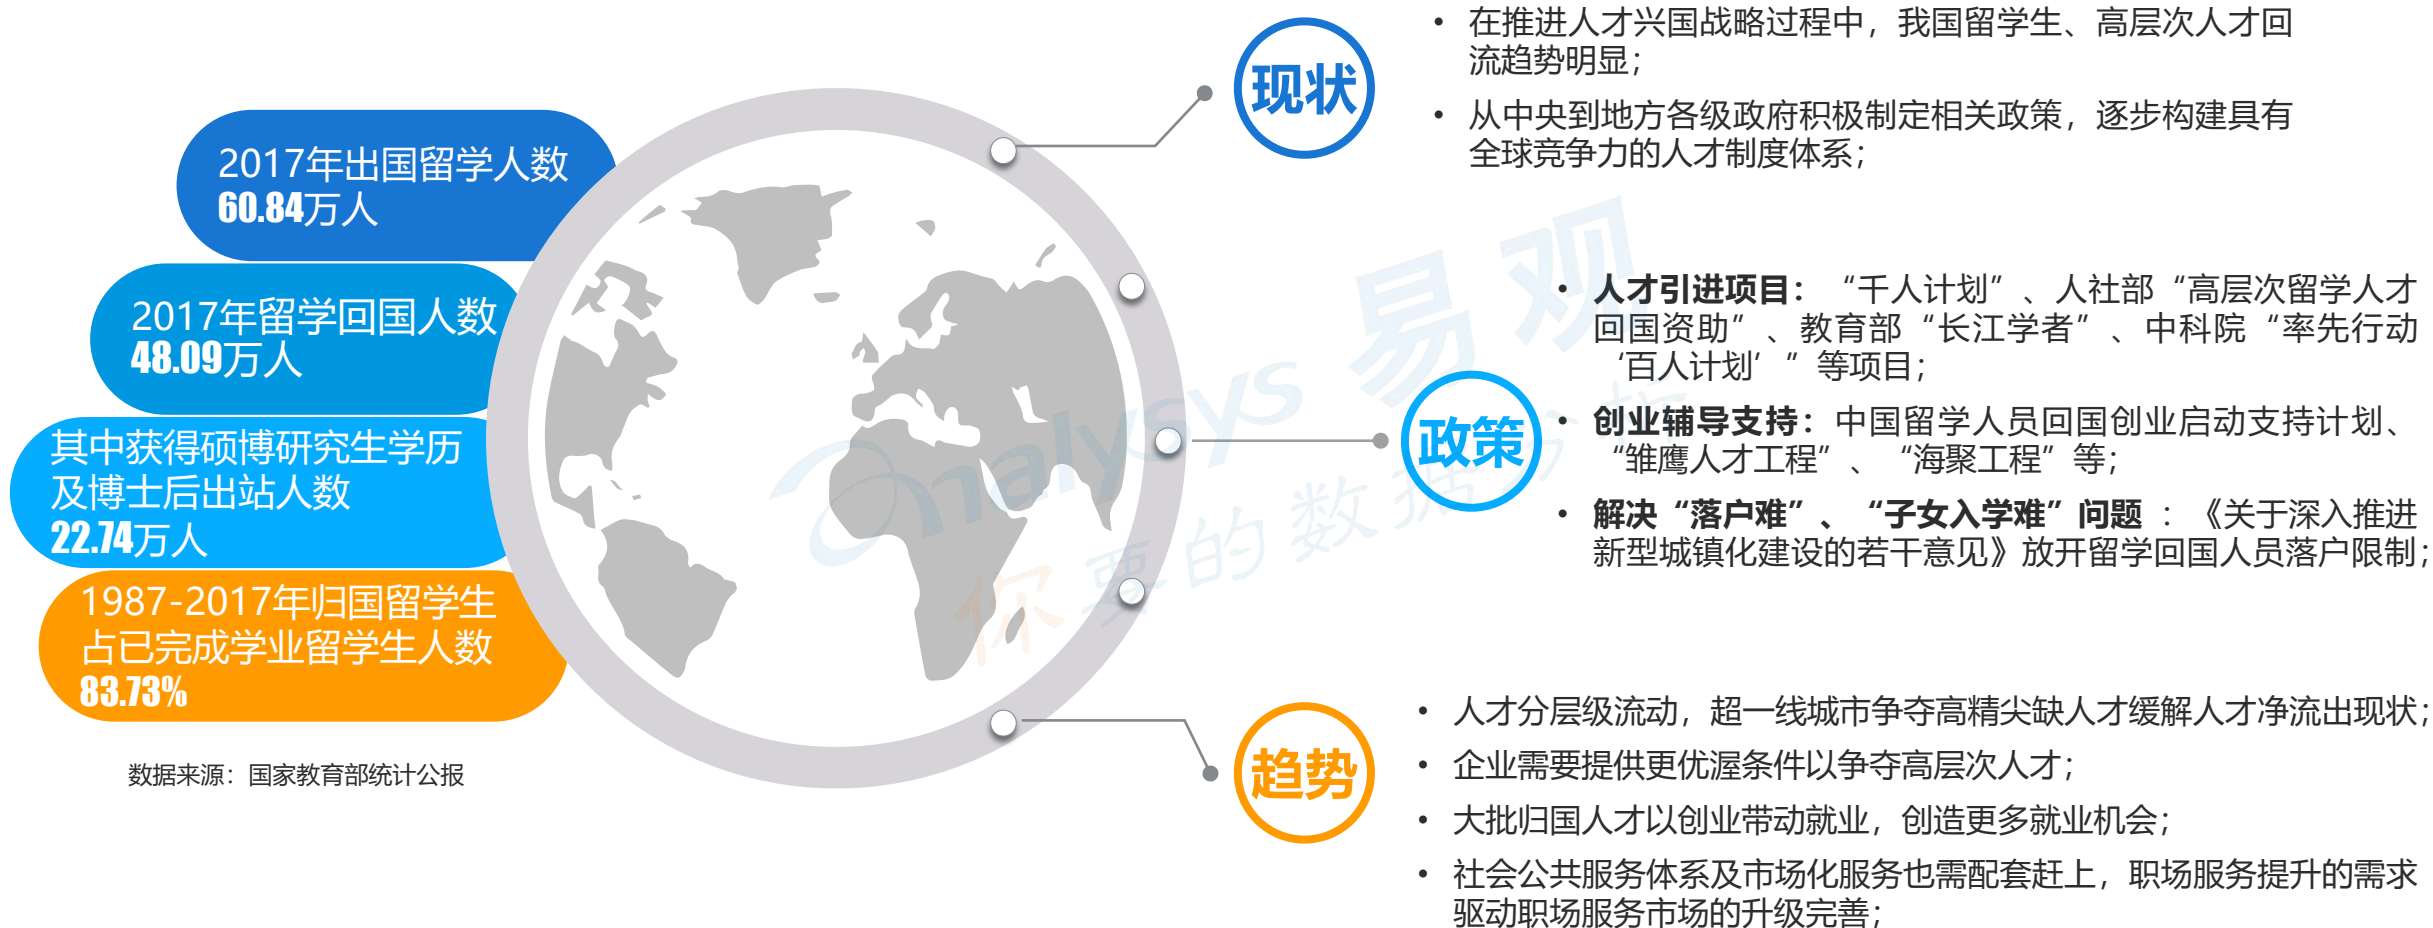 2017年出国留学人数
60.84万人
2017年留学回国人数
48.09万人
其中获得硕博研究生学历
及博士后出站人数
22.74万人
1987-2017年归国留学生
占已完成学业留学生人数
83.73%
数据来源：国家教育部统计公报
现状
• 在推进人才兴国战略过程中，我国留学生、高层次人才回
流趋势明显；
• 从中央到地方各级政府积极制定相关政策，逐步构建具有
全球竞争力的人才制度体系；
政策
• 人才引进项目：“千人计划”、人社部“高层次留学人才
回国资助”、教育部“长江学者”、中科院“率先行动
‘百人计划’”等项目；
• 创业辅导支持：中国留学人员回国创业启动支持计划、
“雏鹰人才工程”、“海聚工程”等；
• 解决“落户难”、“子女入学难”问题：《关于深入推进
新型城镇化建设的若干意见》放开留学回国人员落户限制；
趋势
• 人才分层级流动，超一线城市争夺高精尖缺人才缓解人才净流出现状；
• 企业需要提供更优渥条件以争夺高层次人才；
• 大批归国人才以创业带动就业，创造更多就业机会；
• 社会公共服务体系及市场化服务也需配套赶上，职场服务提升的需求
驱动职场服务市场的升级完善；
analysys 易观
你要的数据分析